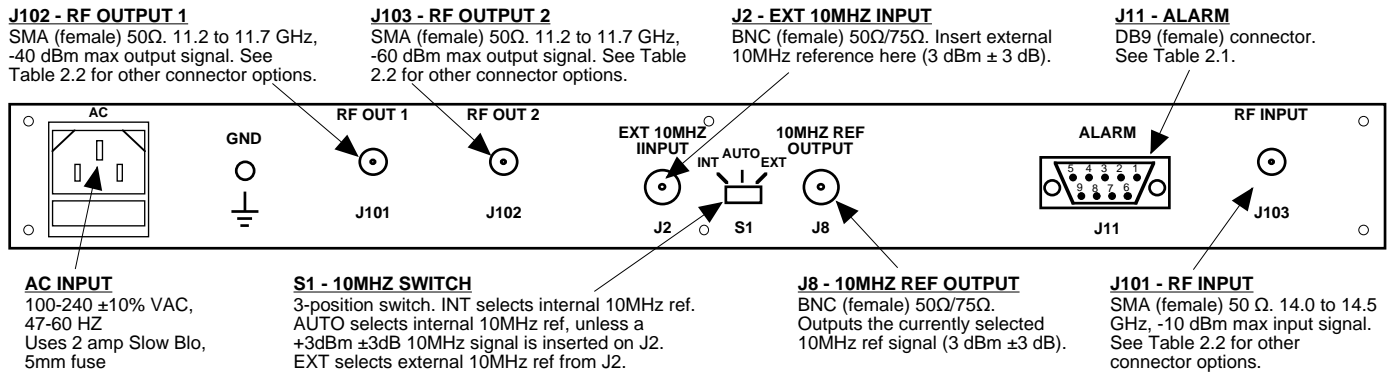 J102 - RF OUTPUT 1
SMA (female) 50Ω. 11.2 to 11.7 GHz,
-40 dBm max output signal. See
Table 2.2 for other connector options.
J103 - RF OUTPUT 2
SMA (female) 50Ω. 11.2 to 11.7 GHz,
-60 dBm max output signal. See Table
2.2 for other connector options.
J2 - EXT 10MHZ INPUT
BNC (female) 50Ω/75Ω. Insert external
10MHz reference here (3 dBm ± 3 dB).
J11 - ALARM
DB9 (female) connector.
See Table 2.1.
AC
GND
RF OUT 1
J101
RF OUT 2
J102
EXT 10MHZ
IINPUT
J2
INT
AUTO
EXT
S1
10MHZ REF
OUTPUT
J8
ALARM
5 4 3 2 1
9 8 7 6
J11
RF INPUT
J103
AC INPUT
100-240 ±10% VAC,
47-60 HZ
Uses 2 amp Slow Blo,
5mm fuse
S1 - 10MHZ SWITCH
3-position switch. INT selects internal 10MHz ref.
AUTO selects internal 10MHz ref, unless a
+3dBm ±3dB 10MHz signal is inserted on J2.
EXT selects external 10MHz ref from J2.
J8 - 10MHZ REF OUTPUT
BNC (female) 50Ω/75Ω.
Outputs the currently selected
10MHz ref signal (3 dBm ±3 dB).
J101 - RF INPUT
SMA (female) 50 Ω. 14.0 to 14.5
GHz, -10 dBm max input signal.
See Table 2.2 for other
connector options.